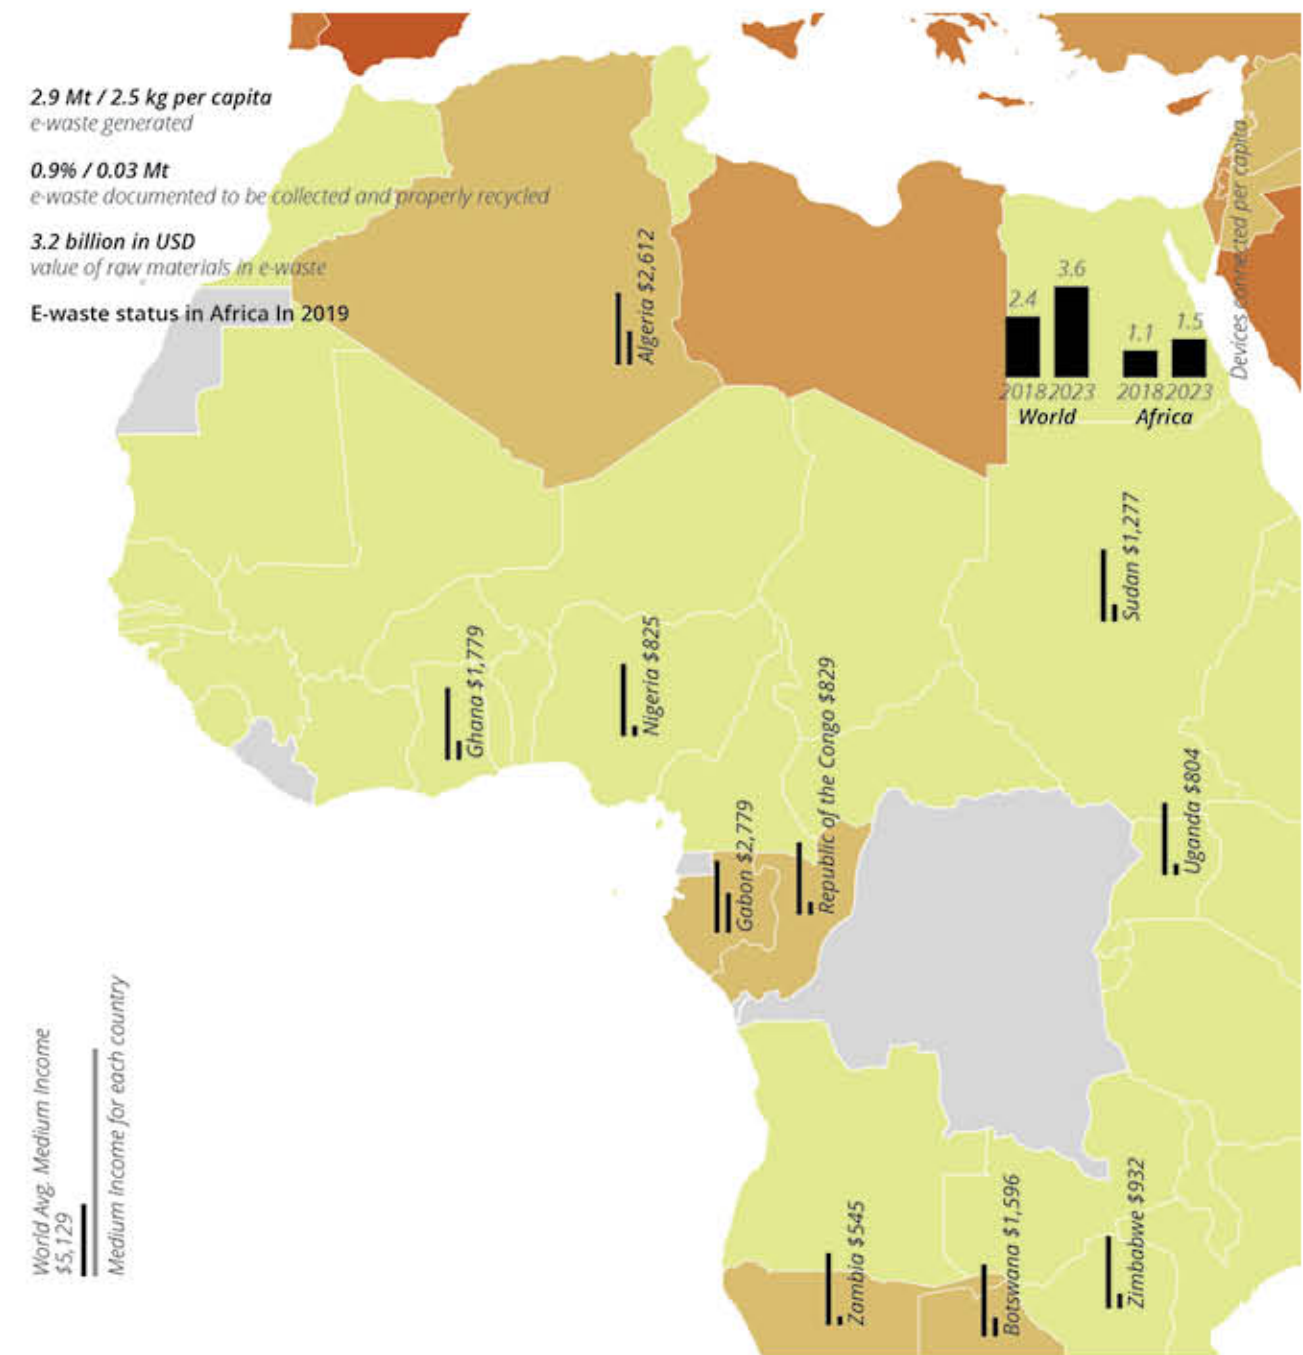 2.9 Mt / 2.5 kg per capita
e-waste generated
0.9% / 0.03 Mt
e-waste documented to be collected and properly recycled
3.2 billion in USD
value of raw materials in e-waste
E-waste status in Africa In 2019
Algeria $2,612
2.4
3.6
1.1
1.5
2018
2023
2018
2023
World
Africa
Devices connected per capita
Sudan $1,277
Ghana $1,779
Nigeria $825
Republic of the Congo $829
Gabon $2,779
Uganda $804
World Avg. Medium Income
$5,129
Medium Income for each country
Zambia $545
Botswana $1,596
Zimbabwe $932